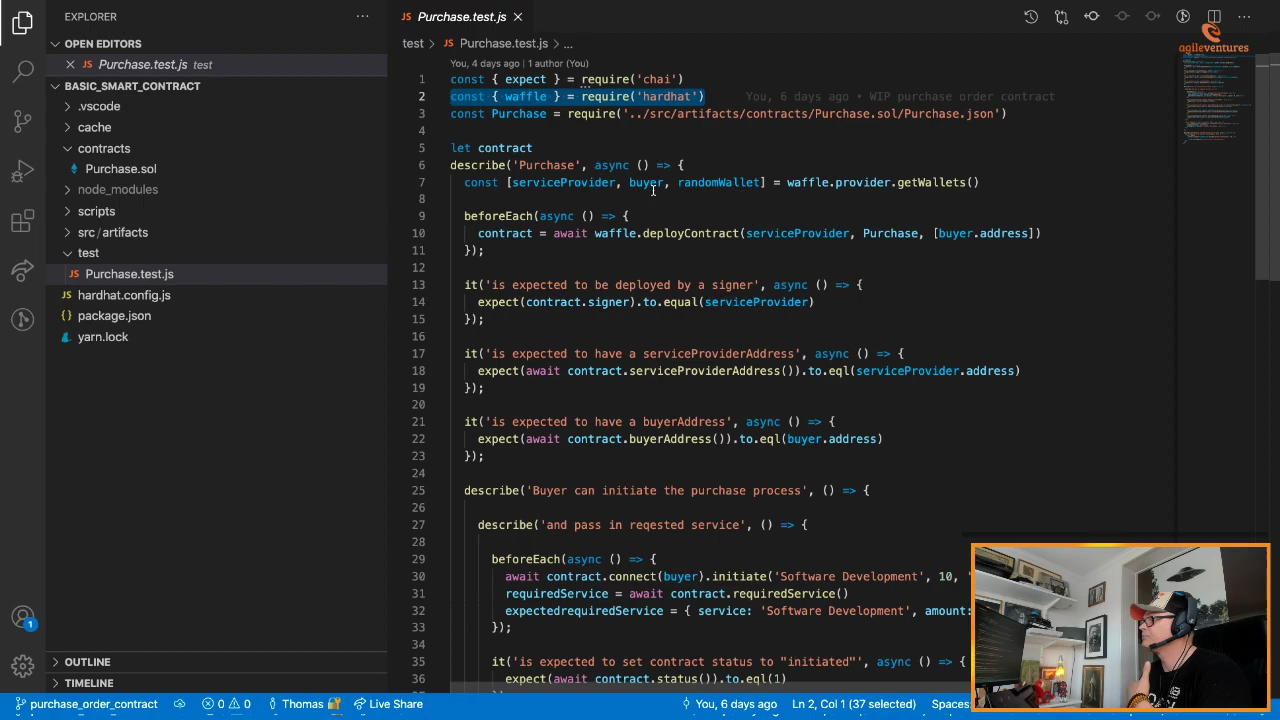 EXPLORER
OPEN EDITORS
Purchase.test.js test
BASIC_SMART_CONTRACT
.vscode
cache
contracts
Purchase.sol
node_modules
scripts
src/artifacts
test
JS Purchase.test.js
JS hardhat.config.js
{} package.json
yarn.lock
OUTLINE
TIMELINE
JS Purchase.test.js
agileventures
test > JS Purchase.test.js > ...
You, 4 days ago | 1 author (You)
1 const { } = require('chai')
2 const { waffle } = require('hardhat') days ago • WIP purchase order contract
3 const Purchase = require('../src/artifacts/contracts/Purchase.sol/Purchase.json')
4
5 let contract
6 describe('Purchase', async () => {
7 const [serviceProvider, buyer, randomWallet] = waffle.provider.getWallets()
8
9 beforeEach(async () => {
10 contract = await waffle.deployContract(serviceProvider, Purchase, [buyer.address])
11 });
12
13 it('is expected to be deployed by a signer', async () => {
14 expect(contract.signer).to.equal(serviceProvider)
15 });
16
17 it('is expected to have a serviceProviderAddress', async () => {
18 expect(await contract.serviceProviderAddress()).to.eql(serviceProvider.address)
19 });
20
21 it('is expected to have a buyerAddress', async () => {
22 expect(await contract.buyerAddress()).to.eql(buyer.address)
23 });
24
25 describe('Buyer can initiate the purchase process', () => {
26
27 describe('and pass in reqested service', () => {
28
29 beforeEach(async () => {
30 await contract.connect(buyer).initiate('Software Development', 10, '
31 requiredService = await contract.requiredService()
32 expectedrequiredService = { service: 'Software Development', amount:
33 });
34
35 it('is expected to set contract status to "initiated"', async () => {
36 expect(await contract.status()).to.eql(1)
purchase_order_contract 0 0 Thomas Live Share You, 6 days ago Ln 2, Col 1 (37 selected) Spaces:
1